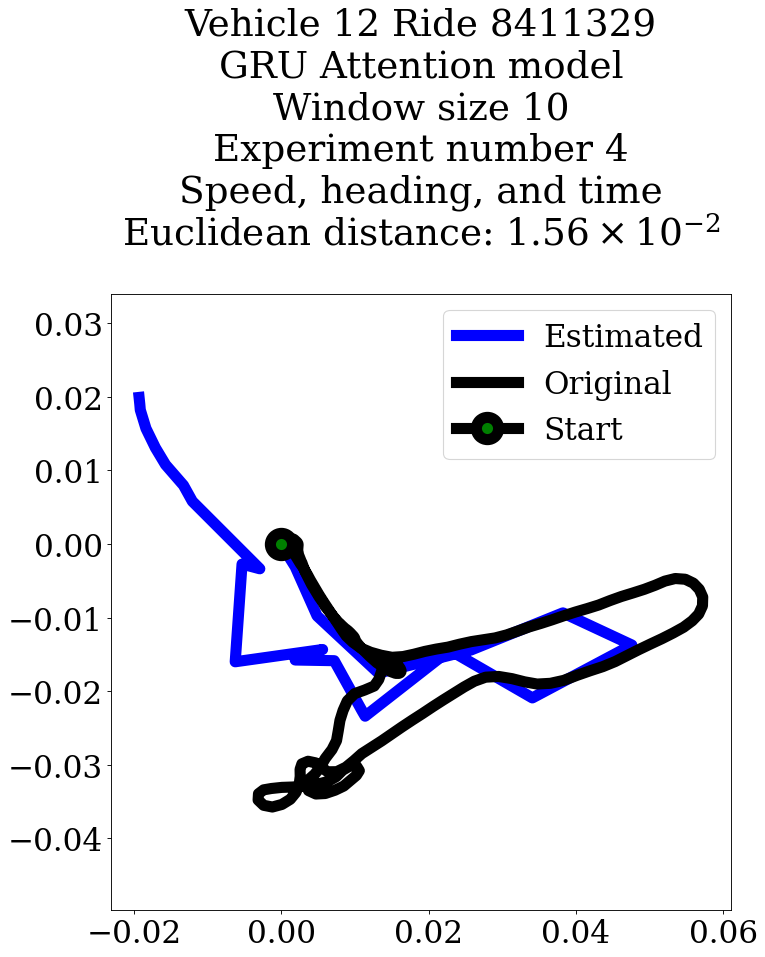 Vehicle 12 Ride 8411329
GRU Attention model
Window size 10
Experiment number 4
Speed, heading, and time
Euclidean distance: 1.56 × 10⁻²
Estimated
Original
Start
0.03
0.02
0.01
0.00
−0.01
−0.02
−0.03
−0.04
−0.02 0.00 0.02 0.04 0.06